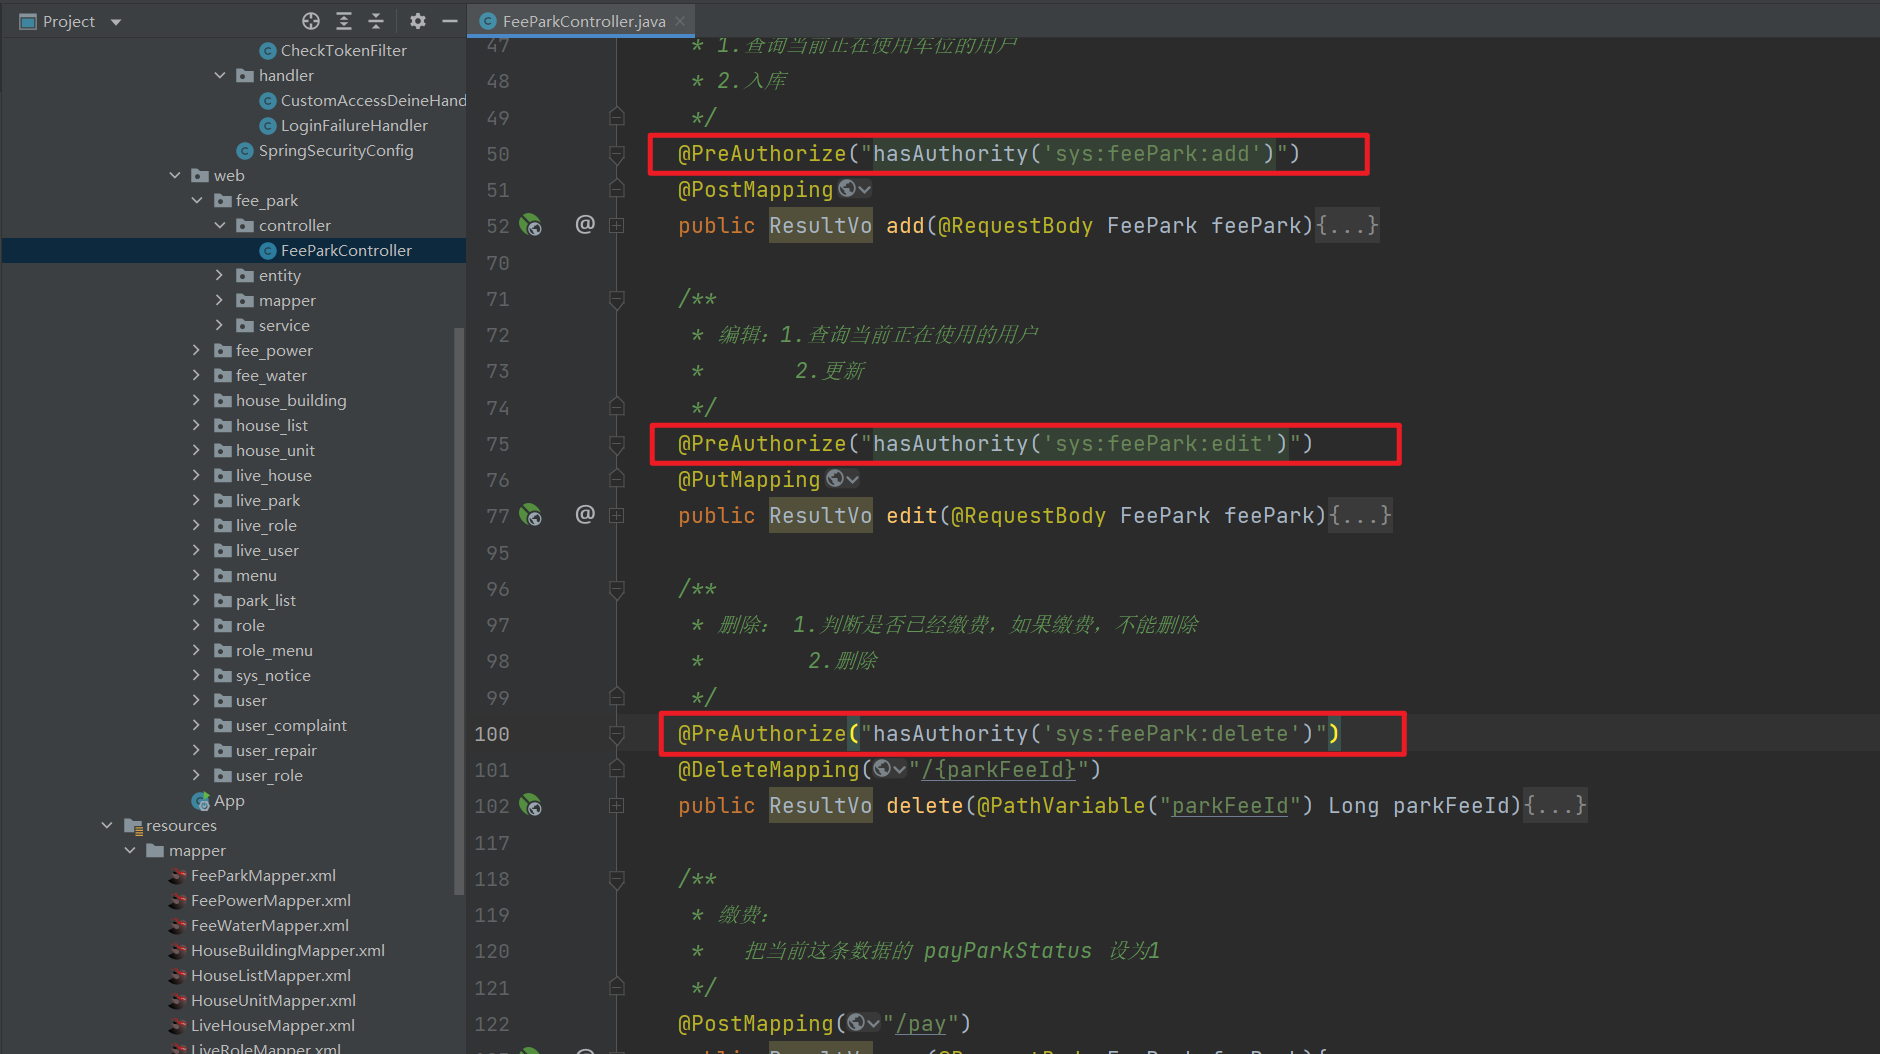 Project
CheckTokenFilter
handler
CustomAccessDeineHand
LoginFailureHandler
SpringSecurityConfig
web
fee_park
controller
FeeParkController
entity
mapper
service
fee_power
fee_water
house_building
house_list
house_unit
live_house
live_park
live_role
live_user
menu
park_list
role
role_menu
sys_notice
user
user_complaint
user_repair
user_role
App
resources
mapper
FeeParkMapper.xml
FeePowerMapper.xml
FeeWaterMapper.xml
HouseBuildingMapper.xml
HouseListMapper.xml
HouseUnitMapper.xml
LiveHouseMapper.xml
LiveRoleMapper.xml
FeeParkController.java
47 * 1.查询当前正在使用车位的用户
48 * 2.入库
49 */
50 @PreAuthorize("hasAuthority('sys:feePark:add')")
51 @PostMapping
52 @ public ResultVo add(@RequestBody FeePark feePark){...}
70
71 /**
72 * 编辑：1.查询当前正在使用的用户
73 * 2.更新
74 */
75 @PreAuthorize("hasAuthority('sys:feePark:edit')")
76 @PutMapping
77 @ public ResultVo edit(@RequestBody FeePark feePark){...}
95
96 /**
97 * 删除： 1.判断是否已经缴费，如果缴费，不能删除
98 * 2.删除
99 */
100 @PreAuthorize("hasAuthority('sys:feePark:delete')")
101 @DeleteMapping("/{parkFeeId}")
102 public ResultVo delete(@PathVariable("parkFeeId") Long parkFeeId){...}
117
118 /**
119 * 缴费：
120 * 把当前这条数据的 payParkStatus 设为1
121 */
122 @PostMapping("/pay")